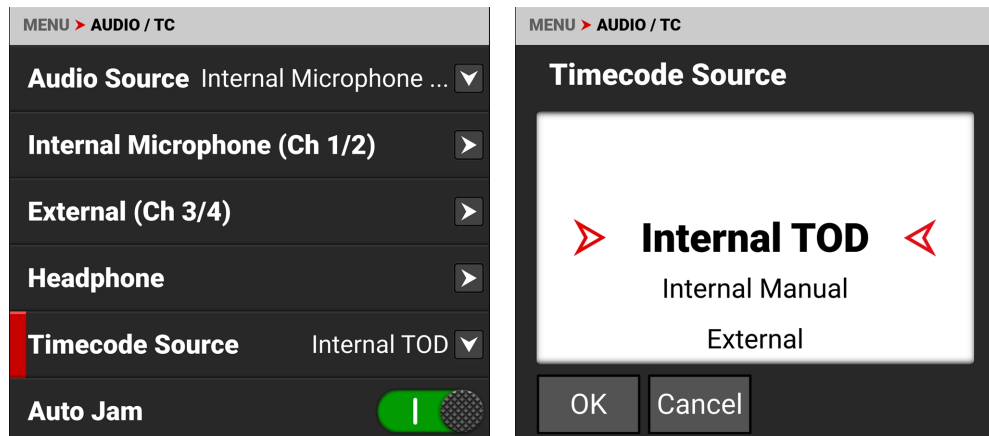 MENU ➤ AUDIO / TC
Audio Source Internal Microphone ...
Internal Microphone (Ch 1/2)
External (Ch 3/4)
Headphone
Timecode Source Internal TOD
Auto Jam
MENU ➤ AUDIO / TC
Timecode Source
Internal TOD
Internal Manual
External
OK Cancel